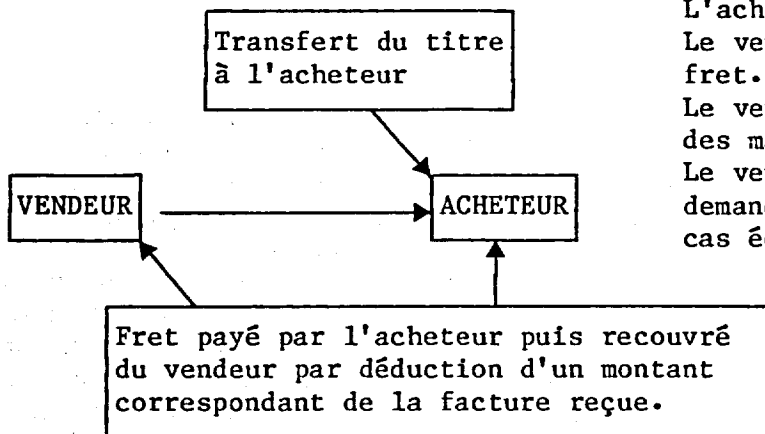 Transfert du titre
à l'acheteur
L'ach
Le ve
fret.
Le ve
des m
Le ve
deman
cas é
VENDEUR
ACHETEUR
Fret payé par l'acheteur puis recouvré
du vendeur par déduction d'un montant
correspondant de la facture reçue.